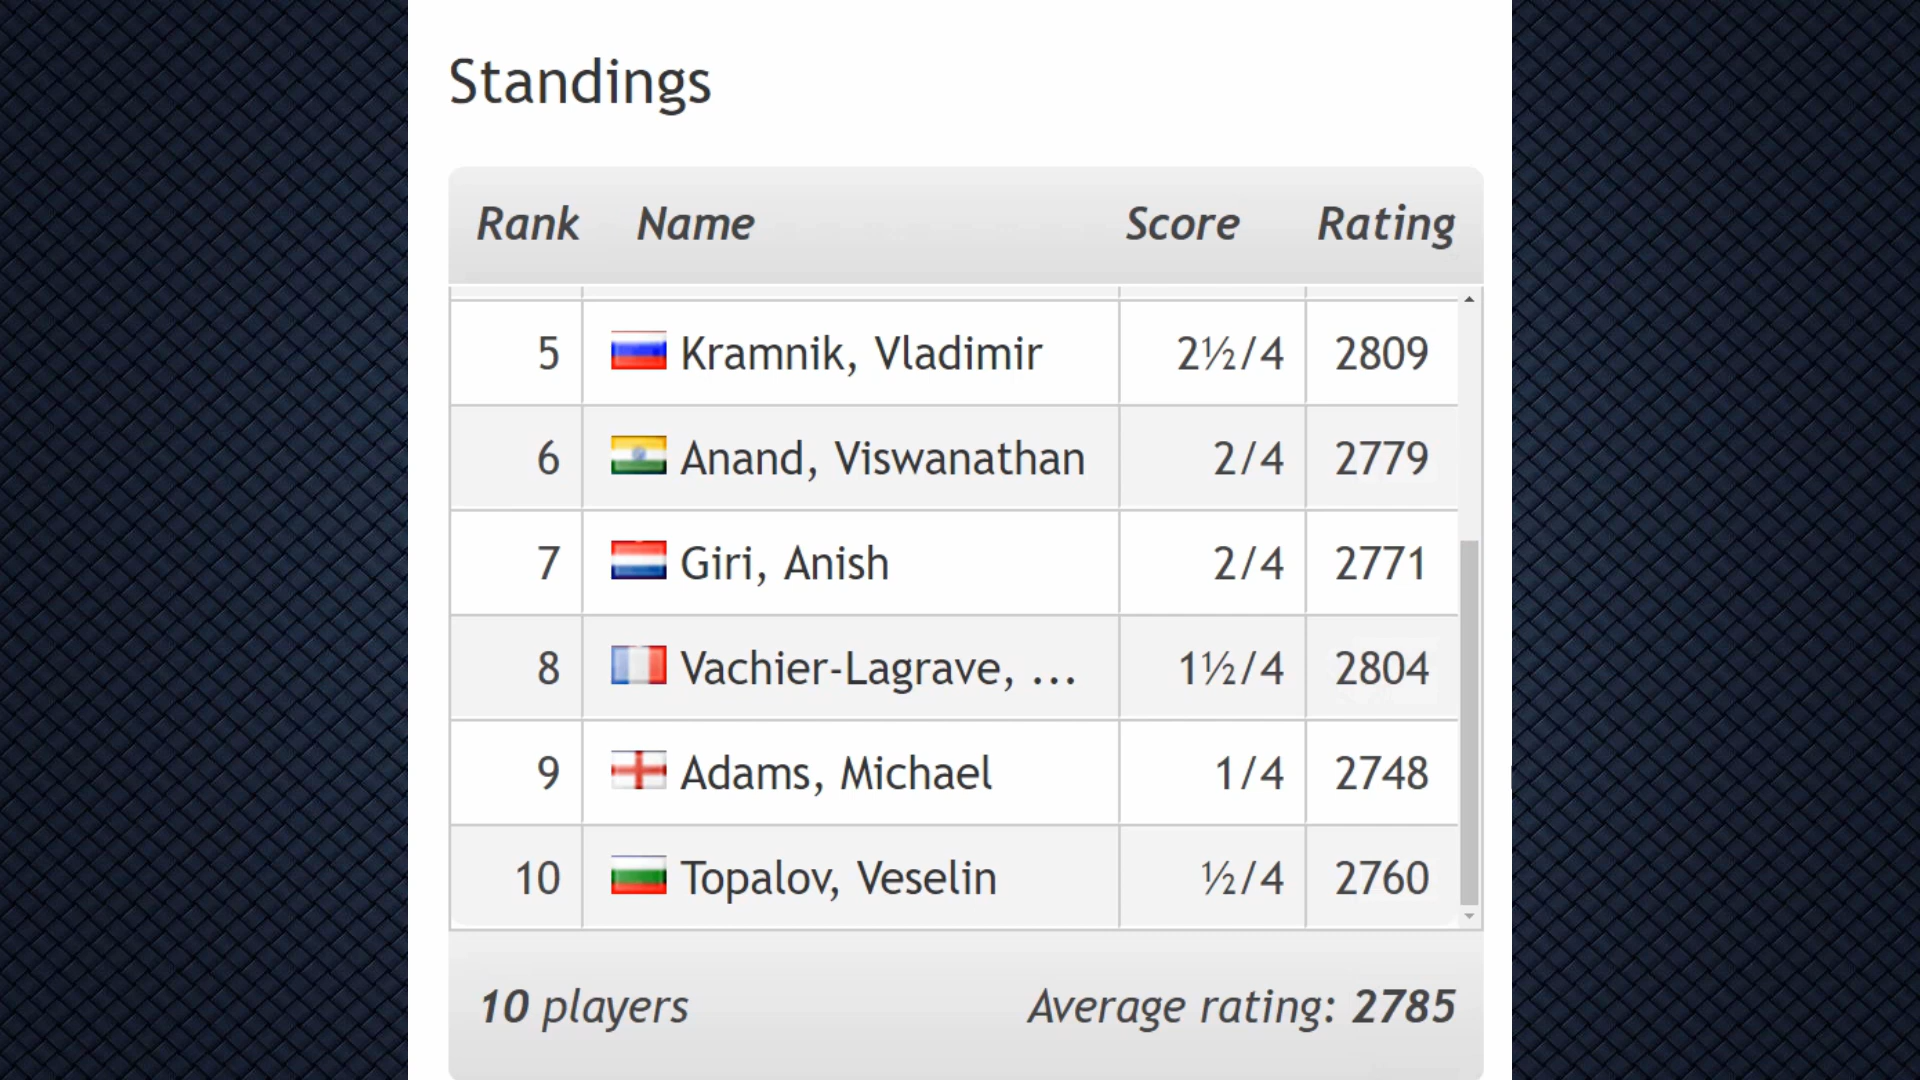 Standings
Rank Name Score Rating
5 Kramnik, Vladimir 2½/4 2809
6 Anand, Viswanathan 2/4 2779
7 Giri, Anish 2/4 2771
8 Vachier-Lagrave, ... 1½/4 2804
9 Adams, Michael 1/4 2748
10 Topalov, Veselin ½/4 2760
10 players Average rating: 2785